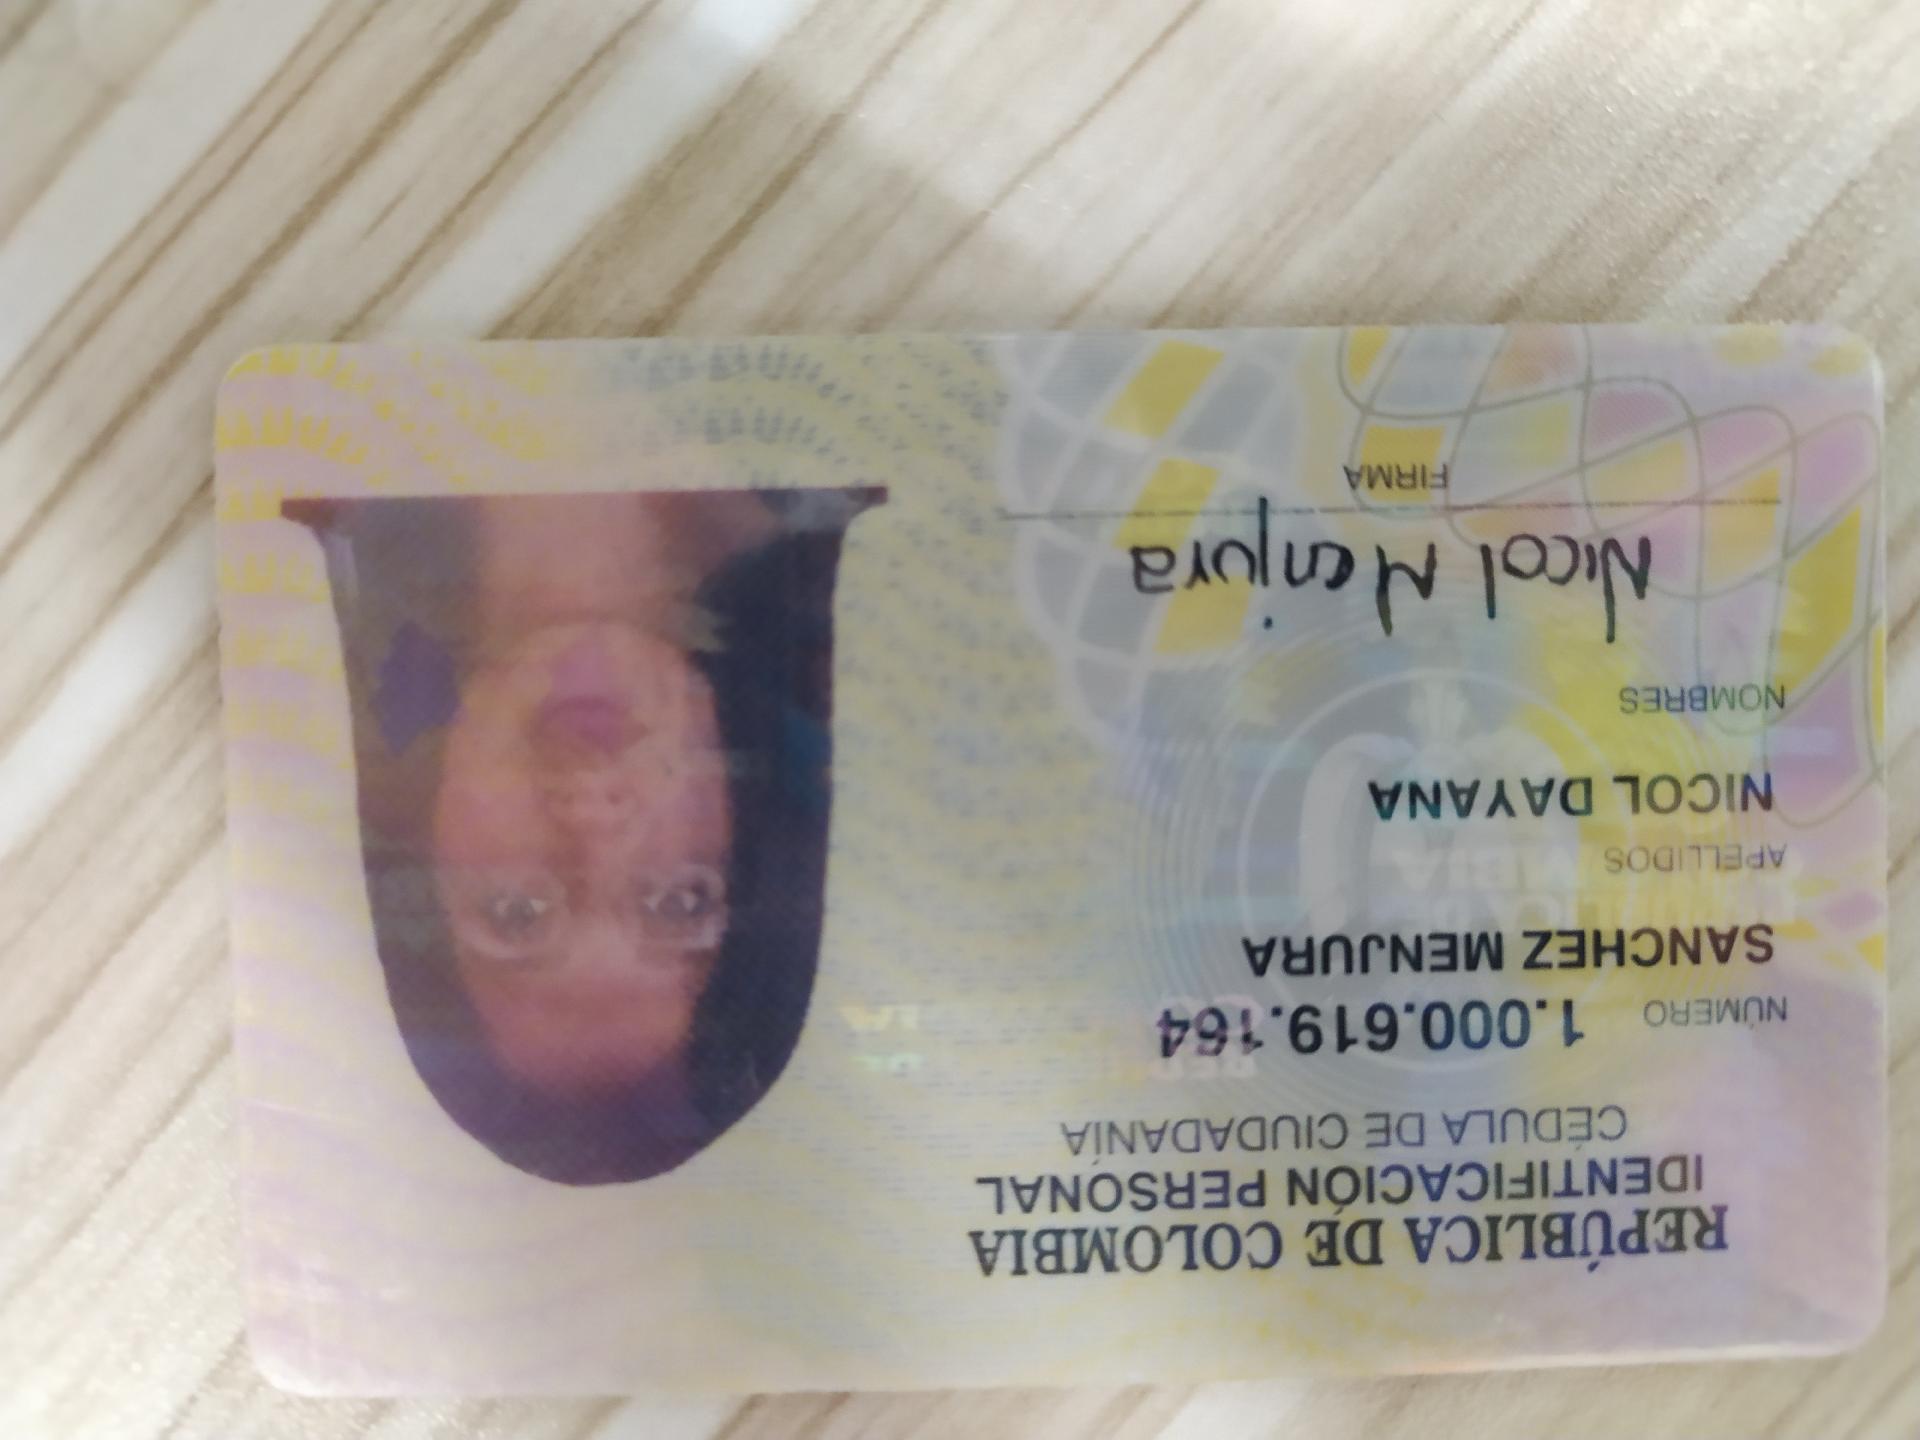 REPÚBLICA DE COLOMBIA
IDENTIFICACIÓN PERSONAL
CÉDULA DE CIUDADANÍA
NÚMERO 1.000.619.164
SANCHEZ MENJURA
APELLIDOS
NICOL DAYANA
NOMBRES
Nicol Menjura
FIRMA